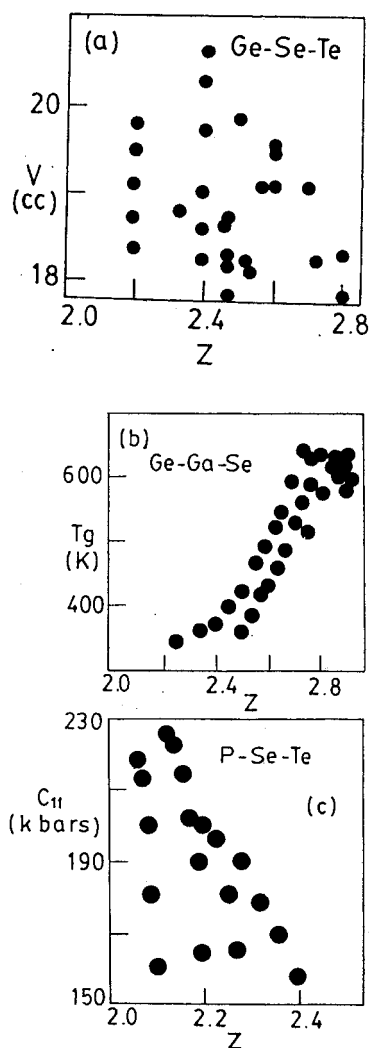 (a) Ge-Se-Te
20
V
(cc)
18
2.0 2.4 2.8
Z
(b)
Ge-Ga-Se
600
Tg
(K)
400
2.0 2.4 2.8
Z
230
P-Se-Te
C11
(k bars)
(c)
190
150
2.0 2.2 2.4
Z